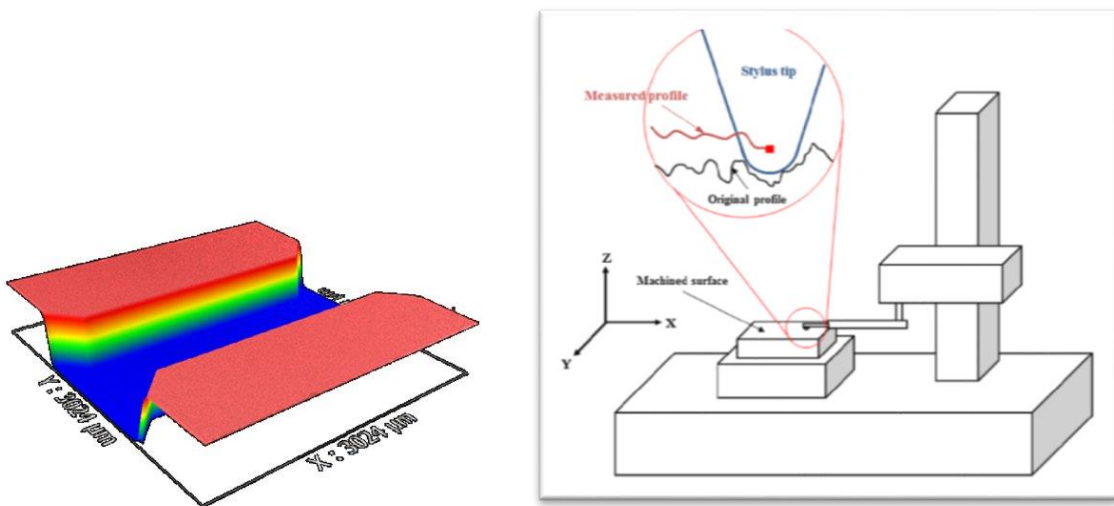 Y : 3024 µm
X : 3024 µm
Stylus tip
Measured profile
Original profile
Machined surface
Z
X
Y